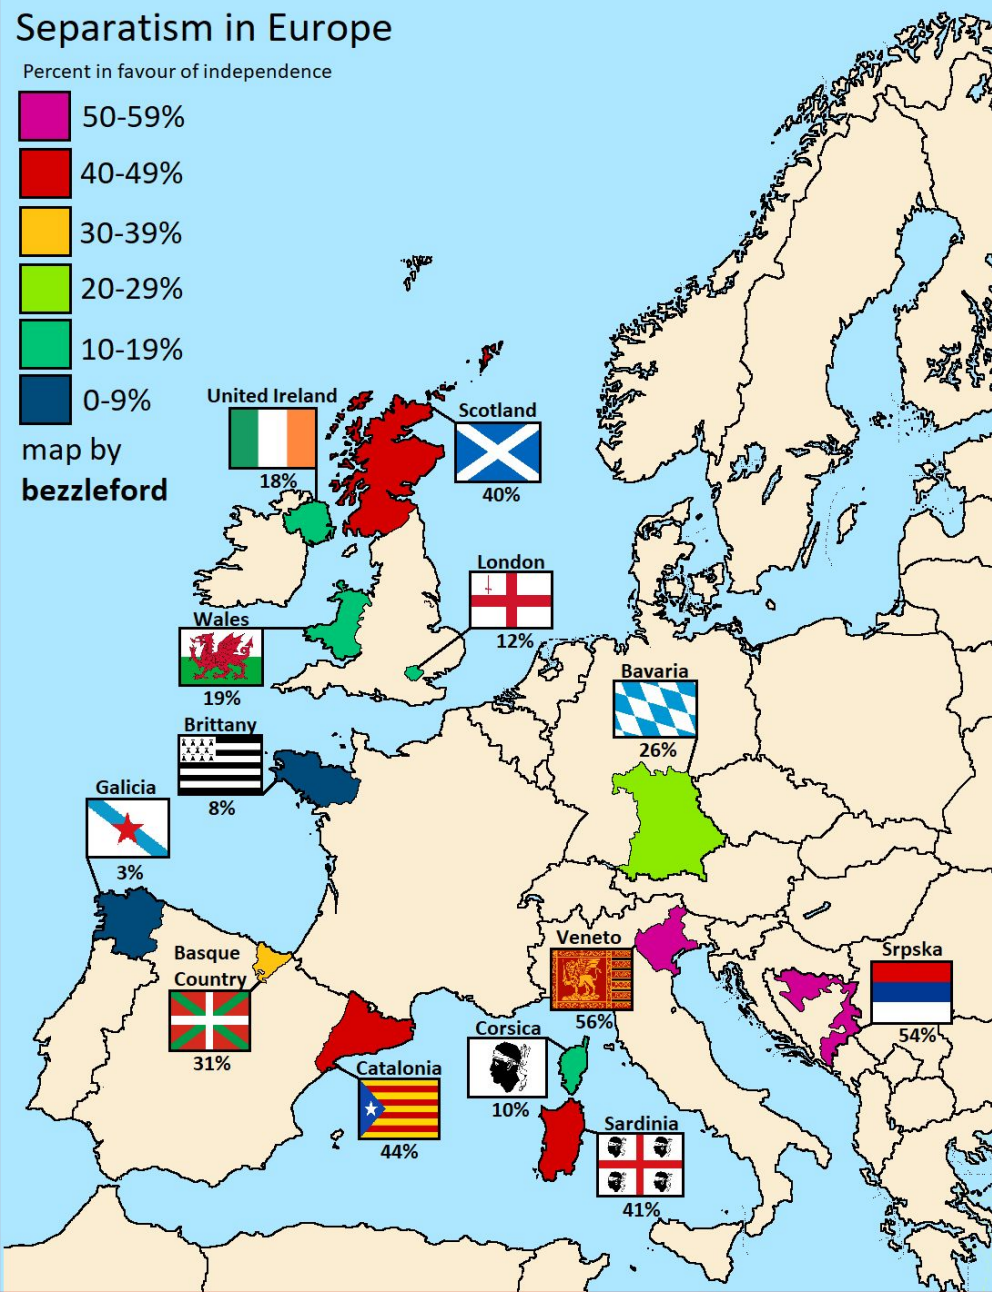 Separatism in Europe
Percent in favour of independence
50-59%
40-49%
30-39%
20-29%
10-19%
0-9%
map by
bezzleford
United Ireland
18%
Scotland
40%
London
12%
Wales
19%
Bavaria
26%
Brittany
8%
Galicia
3%
Basque
Country
31%
Veneto
56%
Srpska
54%
Corsica
10%
Catalonia
44%
Sardinia
41%